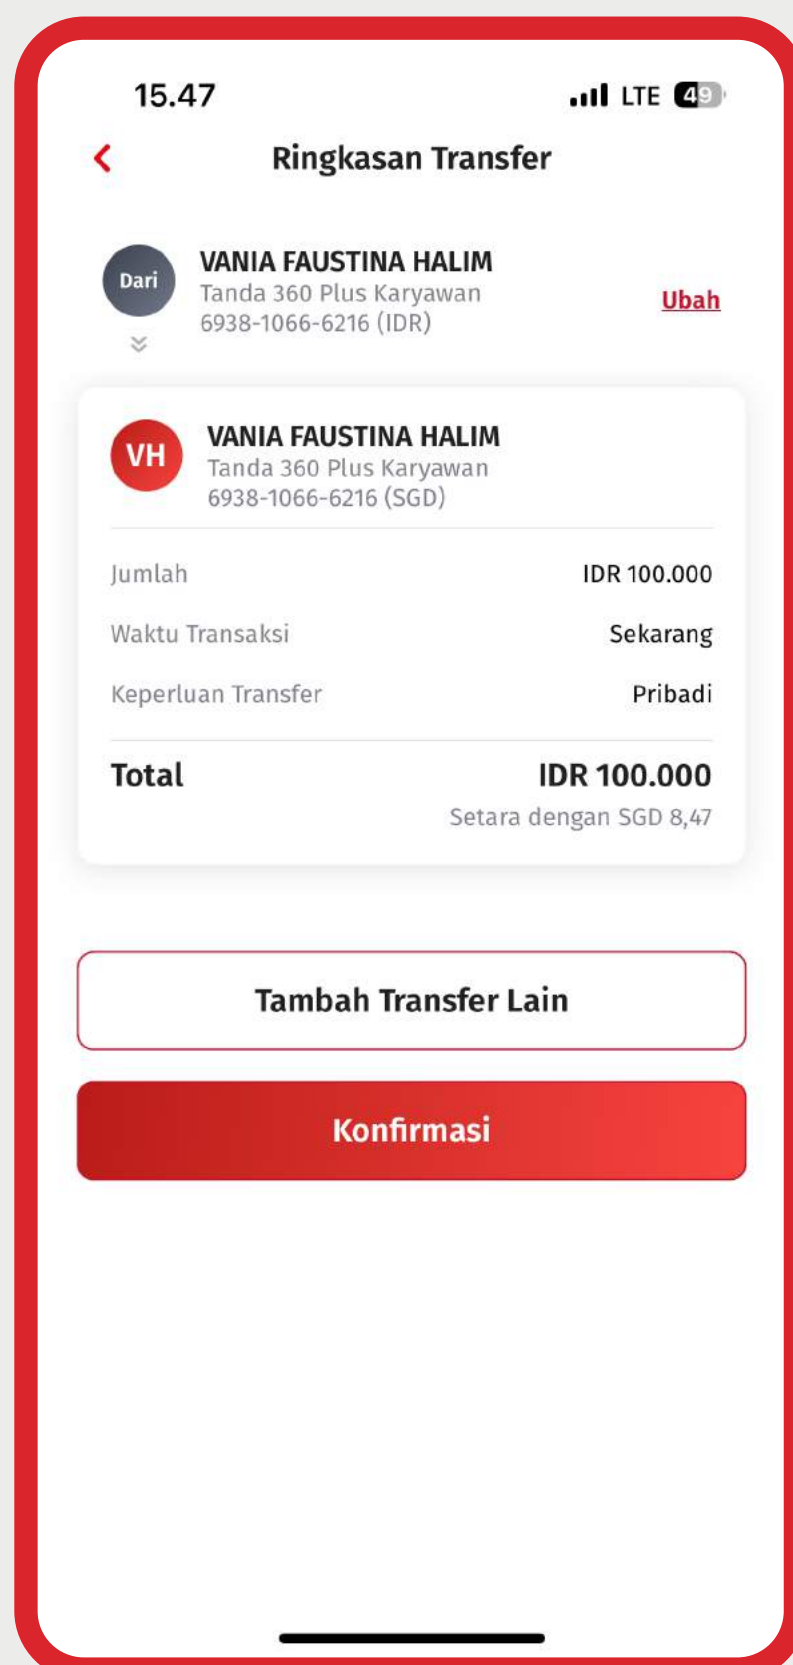 15.47
LTE 49
Ringkasan Transfer
Dari
VANIA FAUSTINA HALIM
Tanda 360 Plus Karyawan
6938-1066-6216 (IDR)
Ubah
VH
VANIA FAUSTINA HALIM
Tanda 360 Plus Karyawan
6938-1066-6216 (SGD)
Jumlah IDR 100.000
Waktu Transaksi Sekarang
Keperluan Transfer Pribadi
Total IDR 100.000
Setara dengan SGD 8,47
Tambah Transfer Lain
Konfirmasi